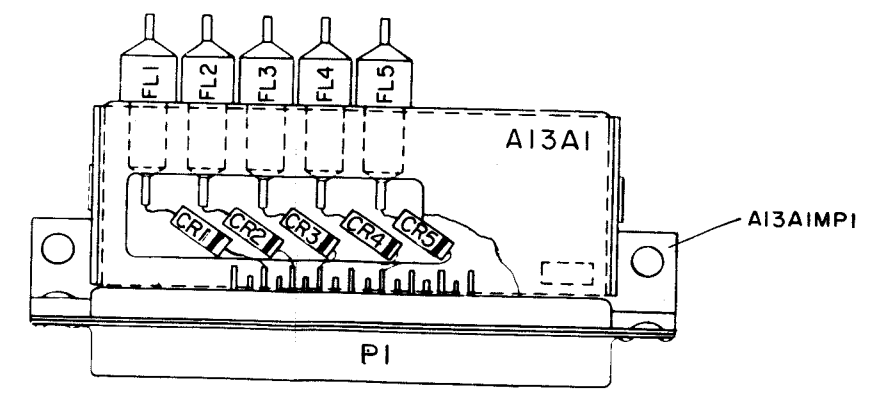 FL1
FL2
FL3
FL4
FL5
A13A1
A13A1MP1
CR1
CR2
CR3
CR4
CR5
P1